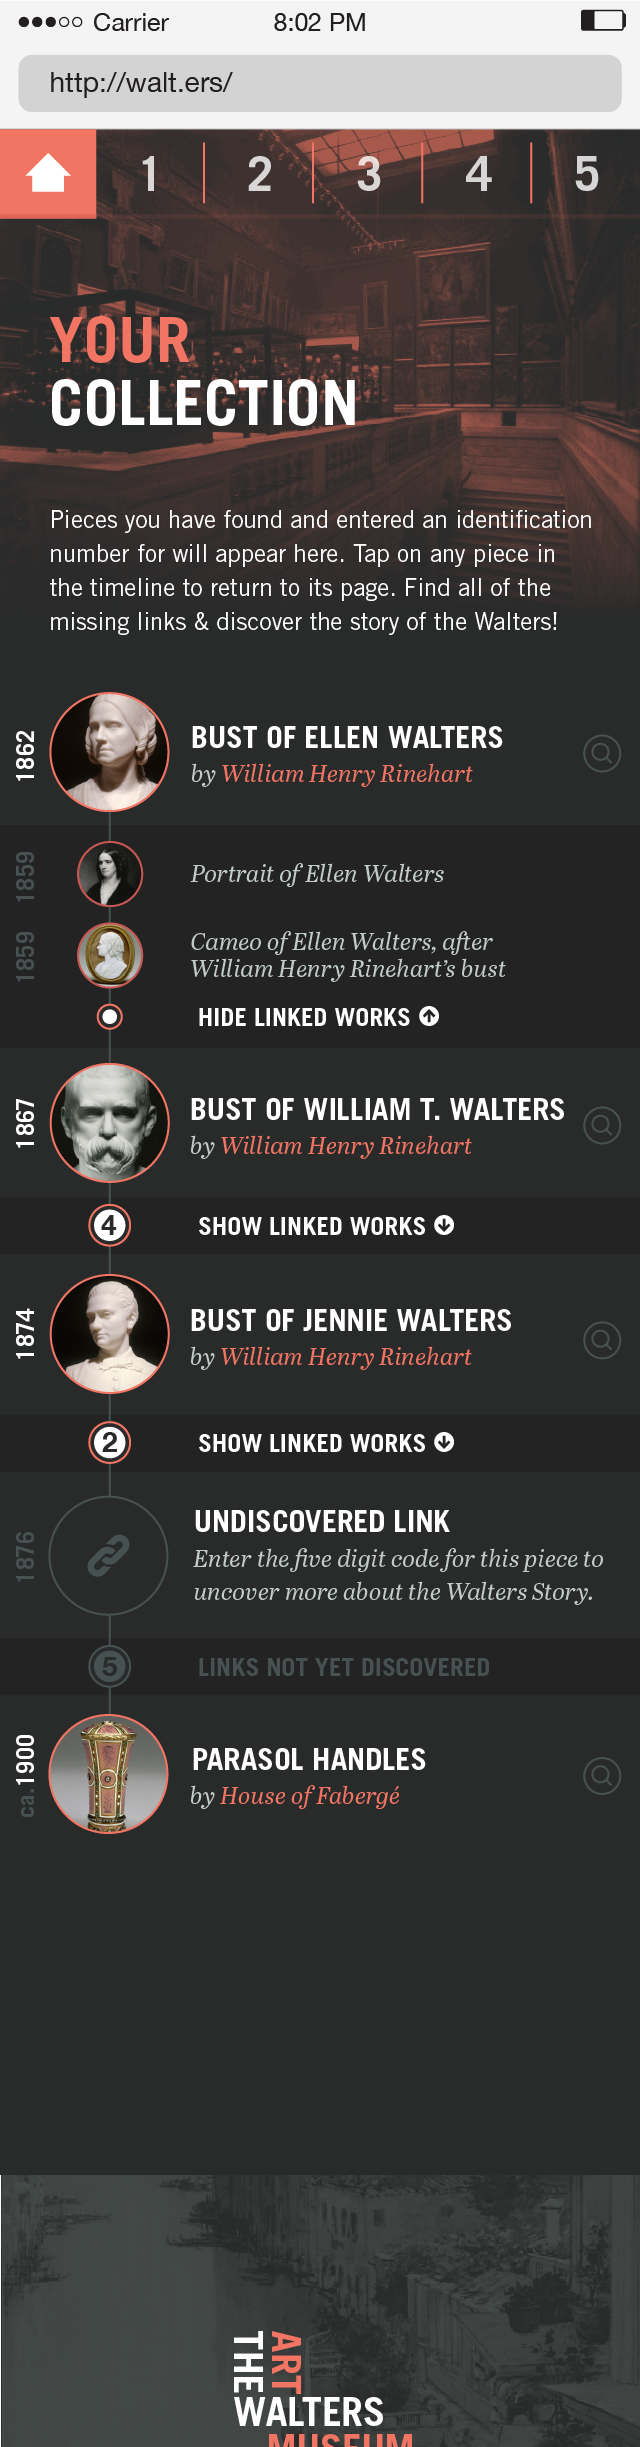 Carrier 8:02 PM
http://walt.ers/
1 2 3 4 5
YOUR
COLLECTION
Pieces you have found and entered an identification
number for will appear here. Tap on any piece in
the timeline to return to its page. Find all of the
missing links & discover the story of the Walters!
1862
BUST OF ELLEN WALTERS
by William Henry Rinehart
1859
Portrait of Ellen Walters
1859
Cameo of Ellen Walters, after
William Henry Rinehart's bust
HIDE LINKED WORKS
1867
BUST OF WILLIAM T. WALTERS
by William Henry Rinehart
4 SHOW LINKED WORKS
1874
BUST OF JENNIE WALTERS
by William Henry Rinehart
2 SHOW LINKED WORKS
1876
UNDISCOVERED LINK
Enter the five digit code for this piece to
uncover more about the Walters Story.
5 LINKS NOT YET DISCOVERED
ca.1900
PARASOL HANDLES
by House of Fabergé
THE
ART
WALTERS
MUSEUM